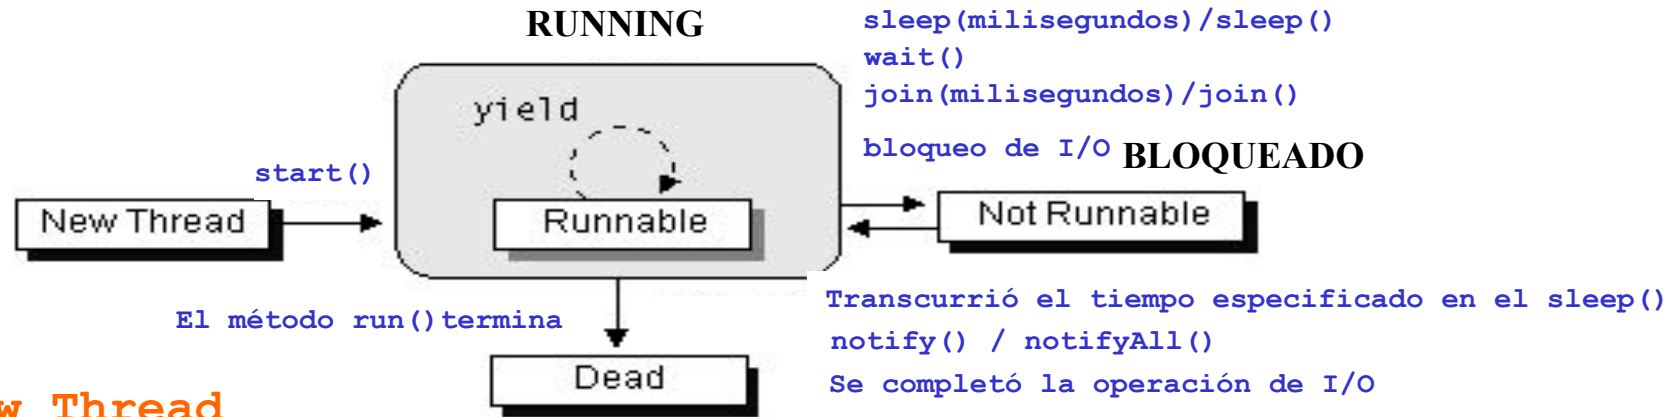 RUNNING
sleep(milisegundos)/sleep()
wait()
join(milisegundos)/join()
bloqueo de I/O
BLOQUEADO
yield
start()
New Thread
Runnable
Not Runnable
El método run()termina
Transcurrió el tiempo especificado en el sleep()
notify() / notifyAll()
Se completó la operación de I/O
Dead
w Thread